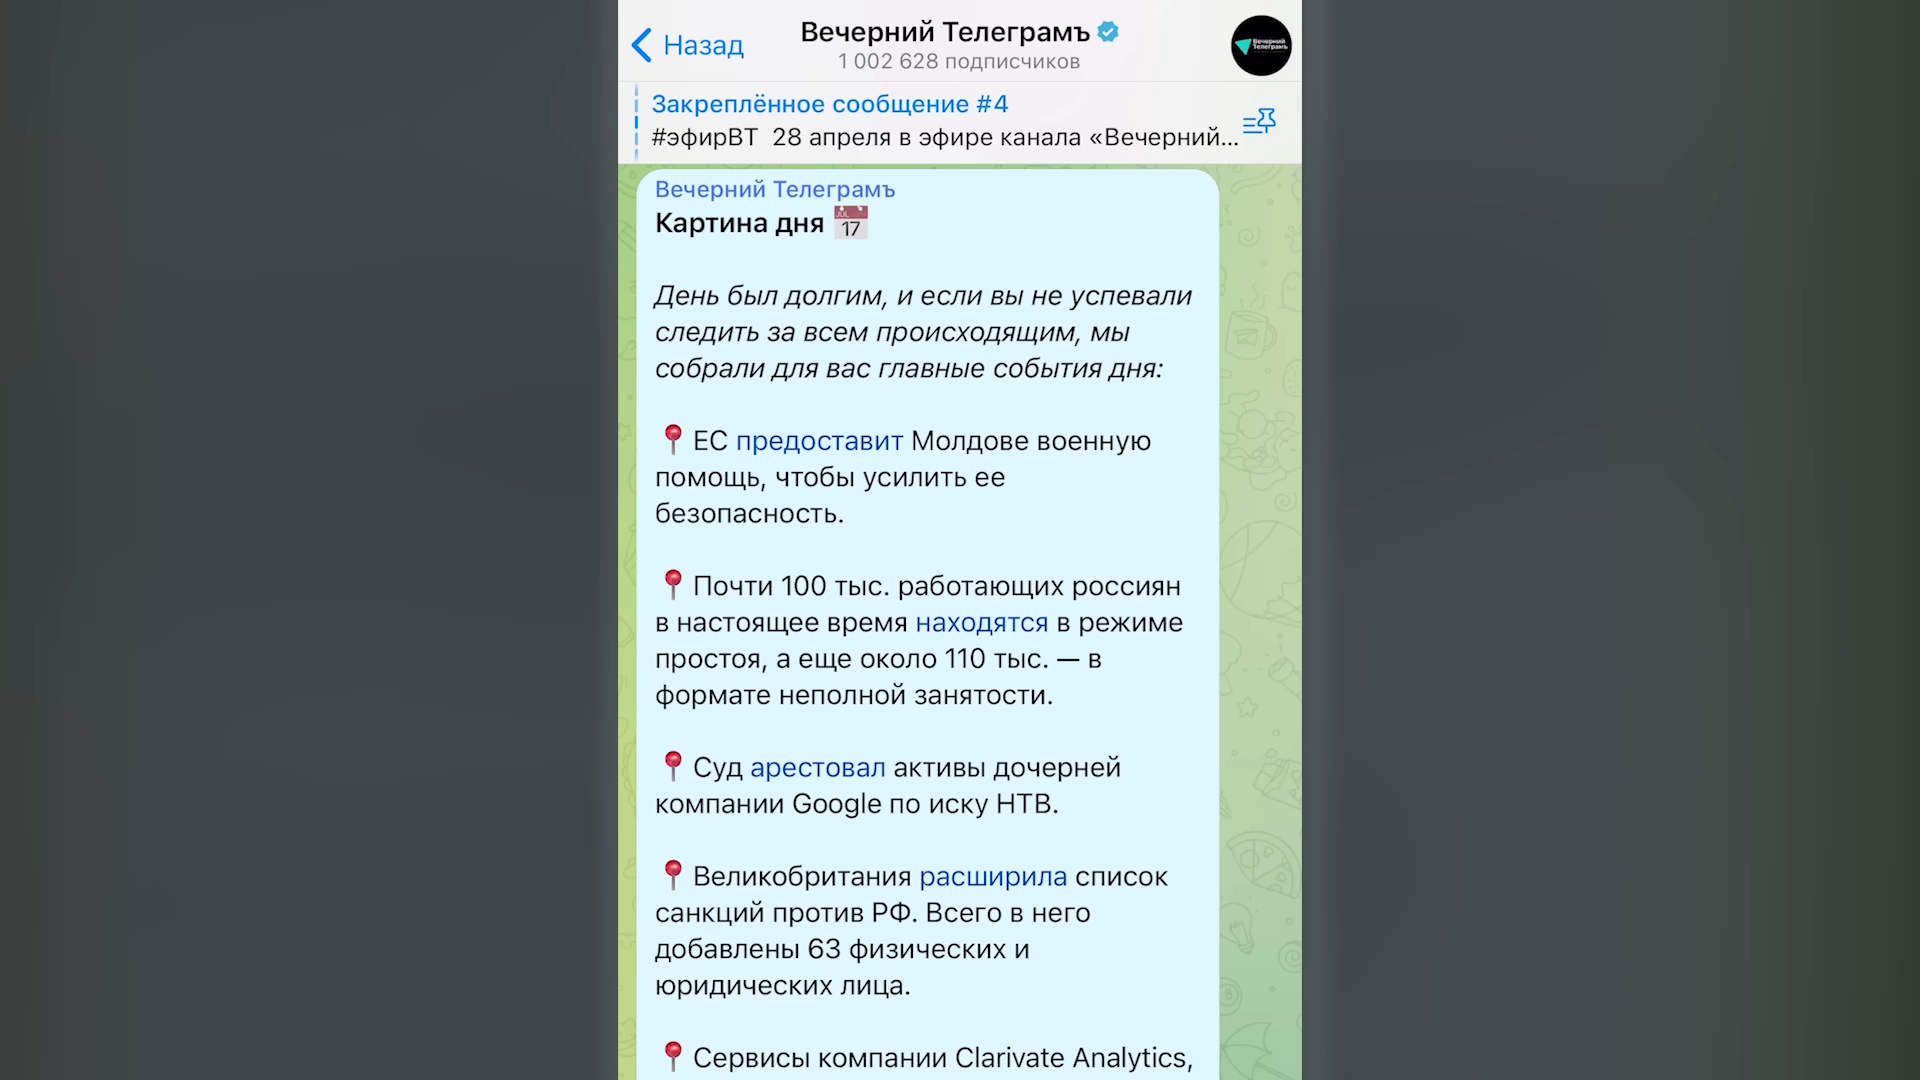 Назад
Вечерний Телеграмъ
1 002 628 подписчиков
Вечерний
Телеграмъ
Закреплённое сообщение #4
#эфирВТ 28 апреля в эфире канала «Вечерний...
Вечерний Телеграмъ
Картина дня
JUL
17
День был долгим, и если вы не успевали
следить за всем происходящим, мы
собрали для вас главные события дня:
ЕС предоставит Молдове военную
помощь, чтобы усилить ее
безопасность.
Почти 100 тыс. работающих россиян
в настоящее время находятся в режиме
простоя, а еще около 110 тыс. — в
формате неполной занятости.
Суд арестовал активы дочерней
компании Google по иску НТВ.
Великобритания расширила список
санкций против РФ. Всего в него
добавлены 63 физических и
юридических лица.
Сервисы компании Clarivate Analytics,